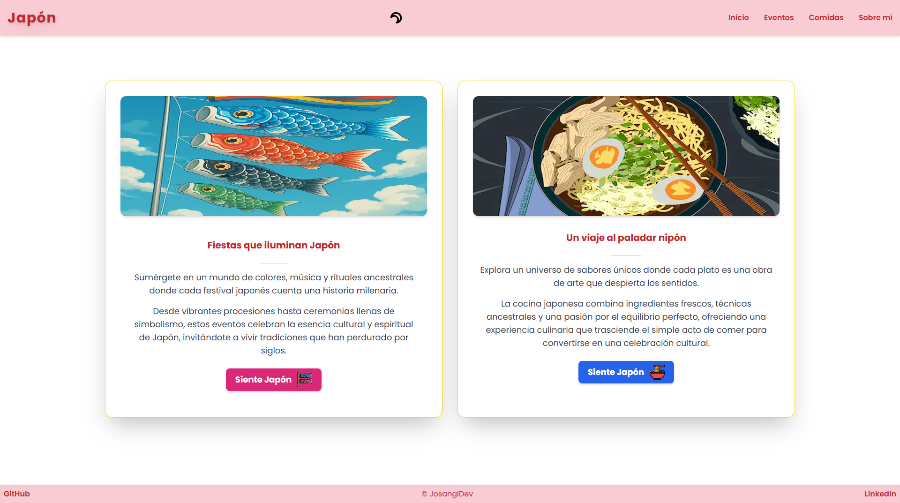 Japón
Inicio
Eventos
Comidas
Sobre mí
Fiestas que iluminan Japón
Sumérgete en un mundo de colores, música y rituales ancestrales
donde cada festival japonés cuenta una historia milenaria.
Desde vibrantes procesiones hasta ceremonias llenas de
simbolismo, estos eventos celebran la esencia cultural y espiritual
de Japón, invitándote a vivir tradiciones que han perdurado por
siglos.
Siente Japón
Un viaje al paladar nipón
Explora un universo de sabores únicos donde cada plato es una obra
de arte que despierta los sentidos.
La cocina japonesa combina ingredientes frescos, técnicas
ancestrales y una pasión por el equilibrio perfecto, ofreciendo una
experiencia culinaria que trasciende el simple acto de comer para
convertirse en una celebración cultural.
Siente Japón
GitHub
© JosangiDev
LinkedIn